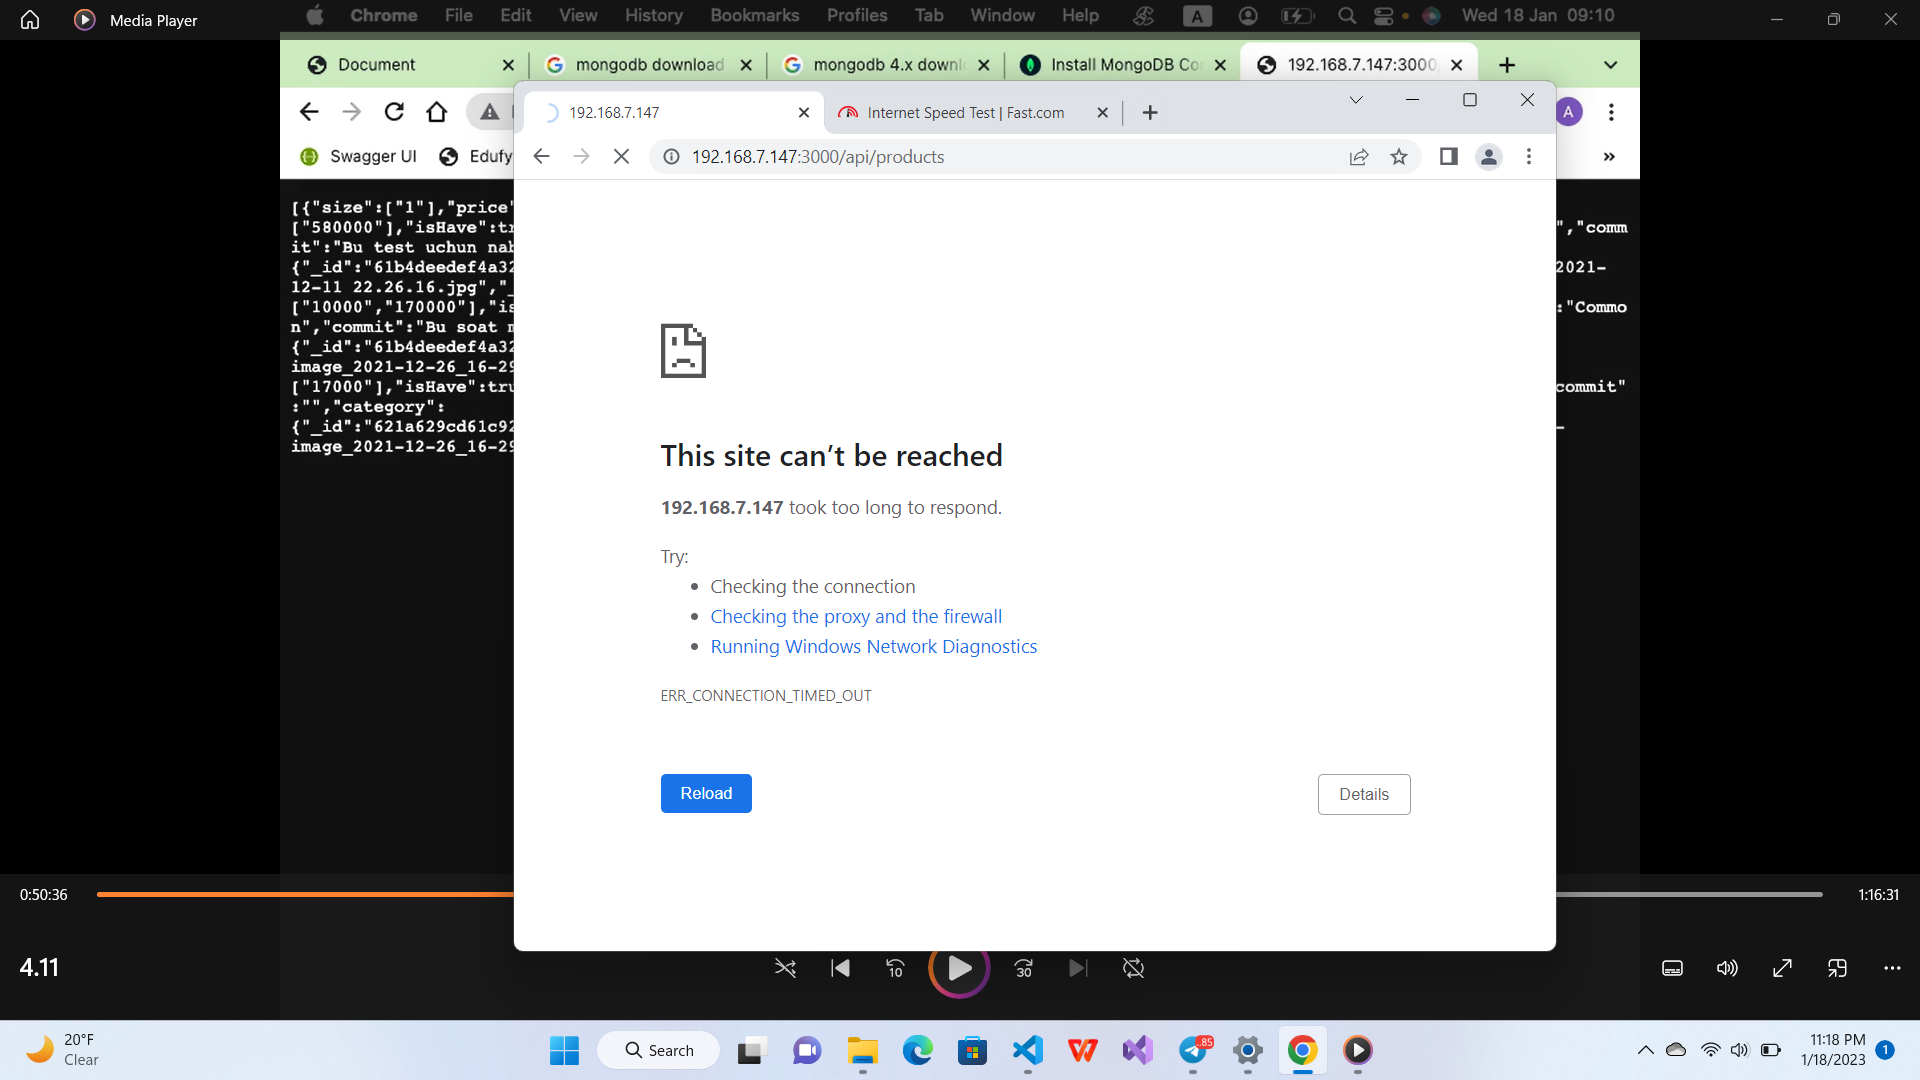 Media Player
Chrome File Edit View History Bookmarks Profiles Tab Window Help A Wed 18 Jan 09:10
Document mongodb download mongodb 4.x downl Install MongoDB Co 192.168.7.147:3000
192.168.7.147 Internet Speed Test | Fast.com
A
192.168.7.147:3000/api/products
Swagger UI Edufy
[{"size":["1"],"price"
["580000"],"isHave":tr ","comm
it":"Bu test uchun nab
{"_id":"61b4deedef4a32 2021-
12-11 22.26.16.jpg","_
["10000","170000"],"is :"Commo
n","commit":"Bu soat m
{"_id":"61b4deedef4a32
image_2021-12-26_16-29
["17000"],"isHave":tru commit"
:"","category":
{"_id":"621a629cd61c92 -
image_2021-12-26_16-29
This site can't be reached
192.168.7.147 took too long to respond.
Try:
Checking the connection
Checking the proxy and the firewall
Running Windows Network Diagnostics
ERR_CONNECTION_TIMED_OUT
Reload Details
0:50:36 1:16:31
4.11 10 30
20°F
Clear
Search
..85
11:18 PM
1/18/2023
1